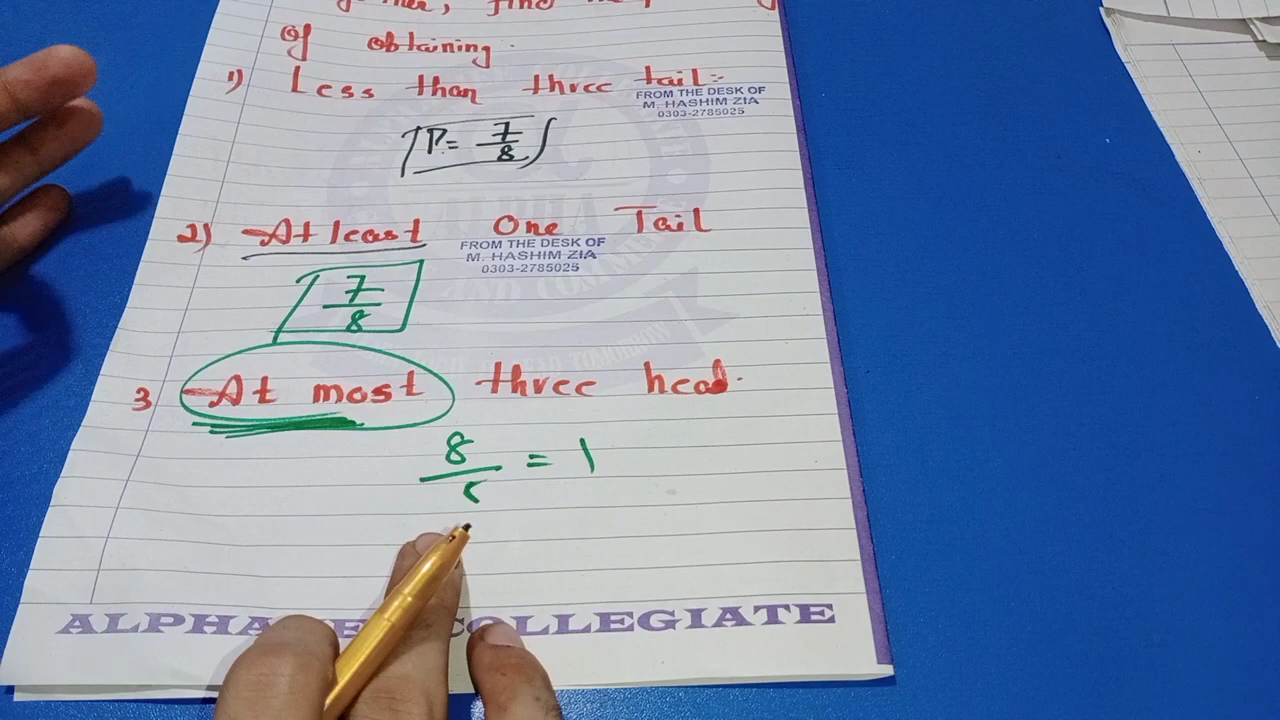 find
of obtaining.
1) Less than three tail:-
FROM THE DESK OF
M. HASHIM ZIA
0303-2785025
P = 7/8
2) At least One Tail
FROM THE DESK OF
M. HASHIM ZIA
0303-2785025
7/8
3 At most three head.
8/ = 1
ALPHA COLLEGIATE